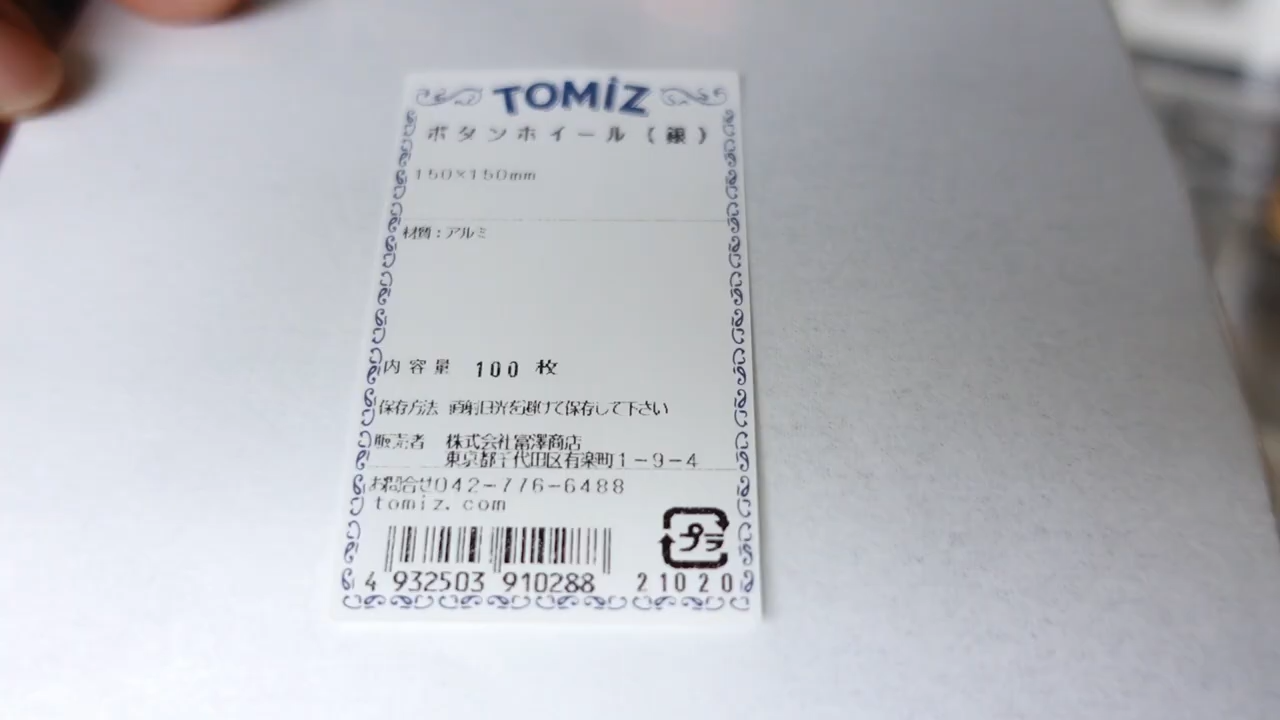 TOMIZ
ボタンホイール(銀)
150×150mm
材質:アルミ
内容量 100 枚
保存方法 直射日光を避けて保存して下さい
販売者 株式会社富澤商店
東京都千代田区有楽町1-9-4
お問合せ042-776-6488
tomiz.com
プラ
4 932503 910288 21020